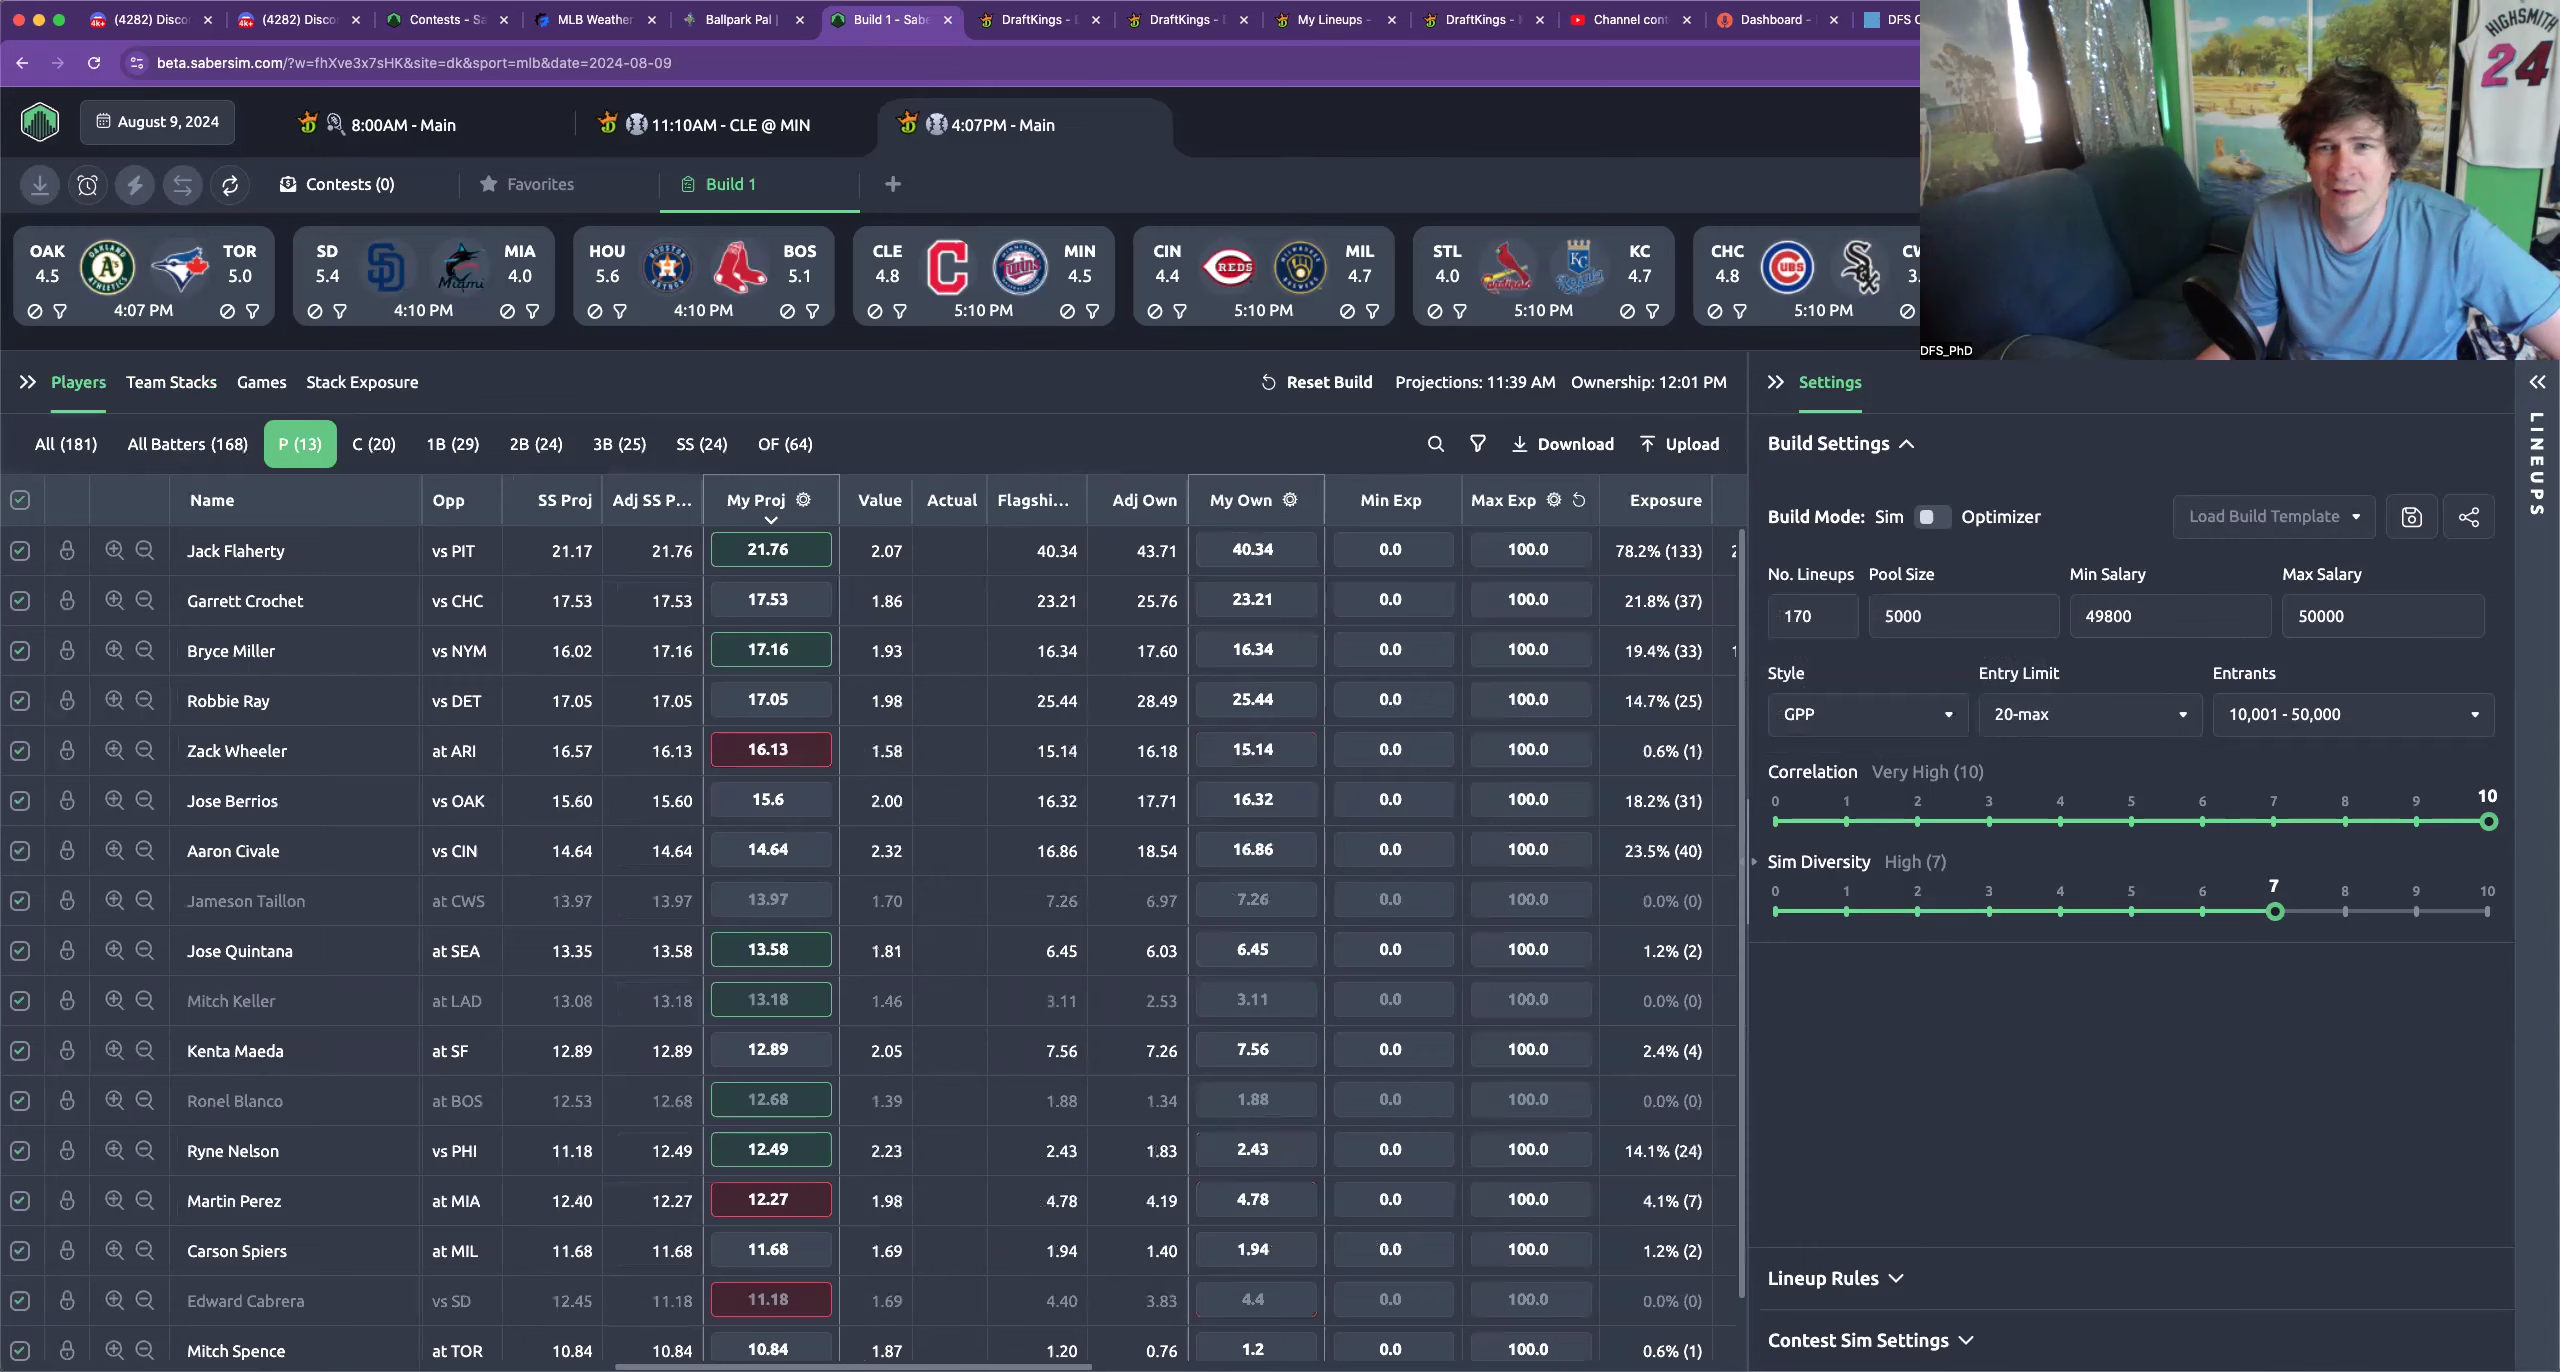 (4282) Disco
(4282) Disco
Contests - Sa
MLB Weather
Ballpark Pal |
Build 1 - Sabe
DraftKings -
DraftKings -
My Lineups -
DraftKings -
Channel cont
Dashboard -
DFS
beta.sabersim.com/?w=fhXve3x7sHK&site=dk&sport=mlb&date=2024-08-09
August 9, 2024
8:00AM - Main
11:10AM - CLE @ MIN
4:07PM - Main
Contests (0)
Favorites
Build 1
OAK 4.5 TOR 5.0 4:07 PM
SD 5.4 MIA 4.0 4:10 PM
HOU 5.6 BOS 5.1 4:10 PM
CLE 4.8 MIN 4.5 5:10 PM
CIN 4.4 MIL 4.7 5:10 PM
STL 4.0 KC 4.7 5:10 PM
CHC 4.8 5:10 PM
HIGHSMITH
24
DFS_PhD
Players Team Stacks Games Stack Exposure
Reset Build Projections: 11:39 AM Ownership: 12:01 PM
All (181) All Batters (168) P (13) C (20) 1B (29) 2B (24) 3B (25) SS (24) OF (64)
Download Upload
Name Opp SS Proj Adj SS P... My Proj Value Actual Flagshi... Adj Own My Own Min Exp Max Exp Exposure
Jack Flaherty vs PIT 21.17 21.76 21.76 2.07 40.34 43.71 40.34 0.0 100.0 78.2% (133)
Garrett Crochet vs CHC 17.53 17.53 17.53 1.86 23.21 25.76 23.21 0.0 100.0 21.8% (37)
Bryce Miller vs NYM 16.02 17.16 17.16 1.93 16.34 17.60 16.34 0.0 100.0 19.4% (33)
Robbie Ray vs DET 17.05 17.05 17.05 1.98 25.44 28.49 25.44 0.0 100.0 14.7% (25)
Zack Wheeler at ARI 16.57 16.13 16.13 1.58 15.14 16.18 15.14 0.0 100.0 0.6% (1)
Jose Berrios vs OAK 15.60 15.60 15.6 2.00 16.32 17.71 16.32 0.0 100.0 18.2% (31)
Aaron Civale vs CIN 14.64 14.64 14.64 2.32 16.86 18.54 16.86 0.0 100.0 23.5% (40)
Jameson Taillon at CWS 13.97 13.97 13.97 1.70 7.26 6.97 7.26 0.0 100.0 0.0% (0)
Jose Quintana at SEA 13.35 13.58 13.58 1.81 6.45 6.03 6.45 0.0 100.0 1.2% (2)
Mitch Keller at LAD 13.08 13.18 13.18 1.46 3.11 2.53 3.11 0.0 100.0 0.0% (0)
Kenta Maeda at SF 12.89 12.89 12.89 2.05 7.56 7.26 7.56 0.0 100.0 2.4% (4)
Ronel Blanco at BOS 12.53 12.68 12.68 1.39 1.88 1.34 1.88 0.0 100.0 0.0% (0)
Ryne Nelson vs PHI 11.18 12.49 12.49 2.23 2.43 1.83 2.43 0.0 100.0 14.1% (24)
Martin Perez at MIA 12.40 12.27 12.27 1.98 4.78 4.19 4.78 0.0 100.0 4.1% (7)
Carson Spiers at MIL 11.68 11.68 11.68 1.69 1.94 1.40 1.94 0.0 100.0 1.2% (2)
Edward Cabrera vs SD 12.45 11.18 11.18 1.69 4.40 3.83 4.4 0.0 100.0 0.0% (0)
Mitch Spence at TOR 10.84 10.84 10.84 1.87 1.20 0.76 1.2 0.0 100.0 0.6% (1)
Settings
Build Settings
Build Mode: Sim Optimizer
Load Build Template
No. Lineups Pool Size Min Salary Max Salary
170 5000 49800 50000
Style Entry Limit Entrants
GPP 20-max 10,001 - 50,000
Correlation Very High (10)
0 1 2 3 4 5 6 7 8 9 10
Sim Diversity High (7)
0 1 2 3 4 5 6 7 8 9 10
Lineup Rules
Contest Sim Settings
LINEUPS